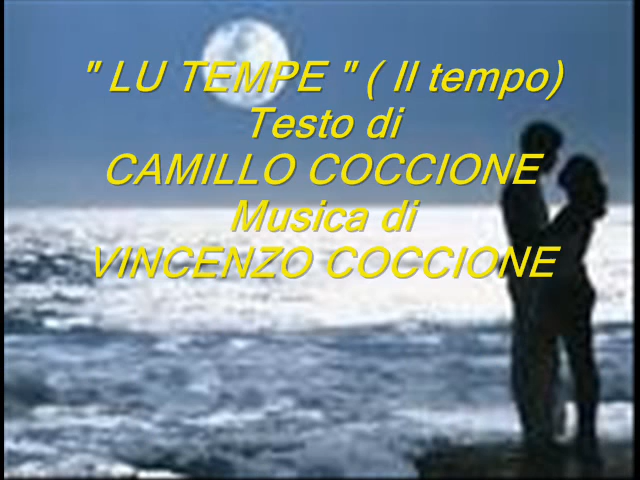 " LU TEMPE " ( Il tempo)
Testo di
CAMILLO COCCIONE
Musica di
VINCENZO COCCIONE